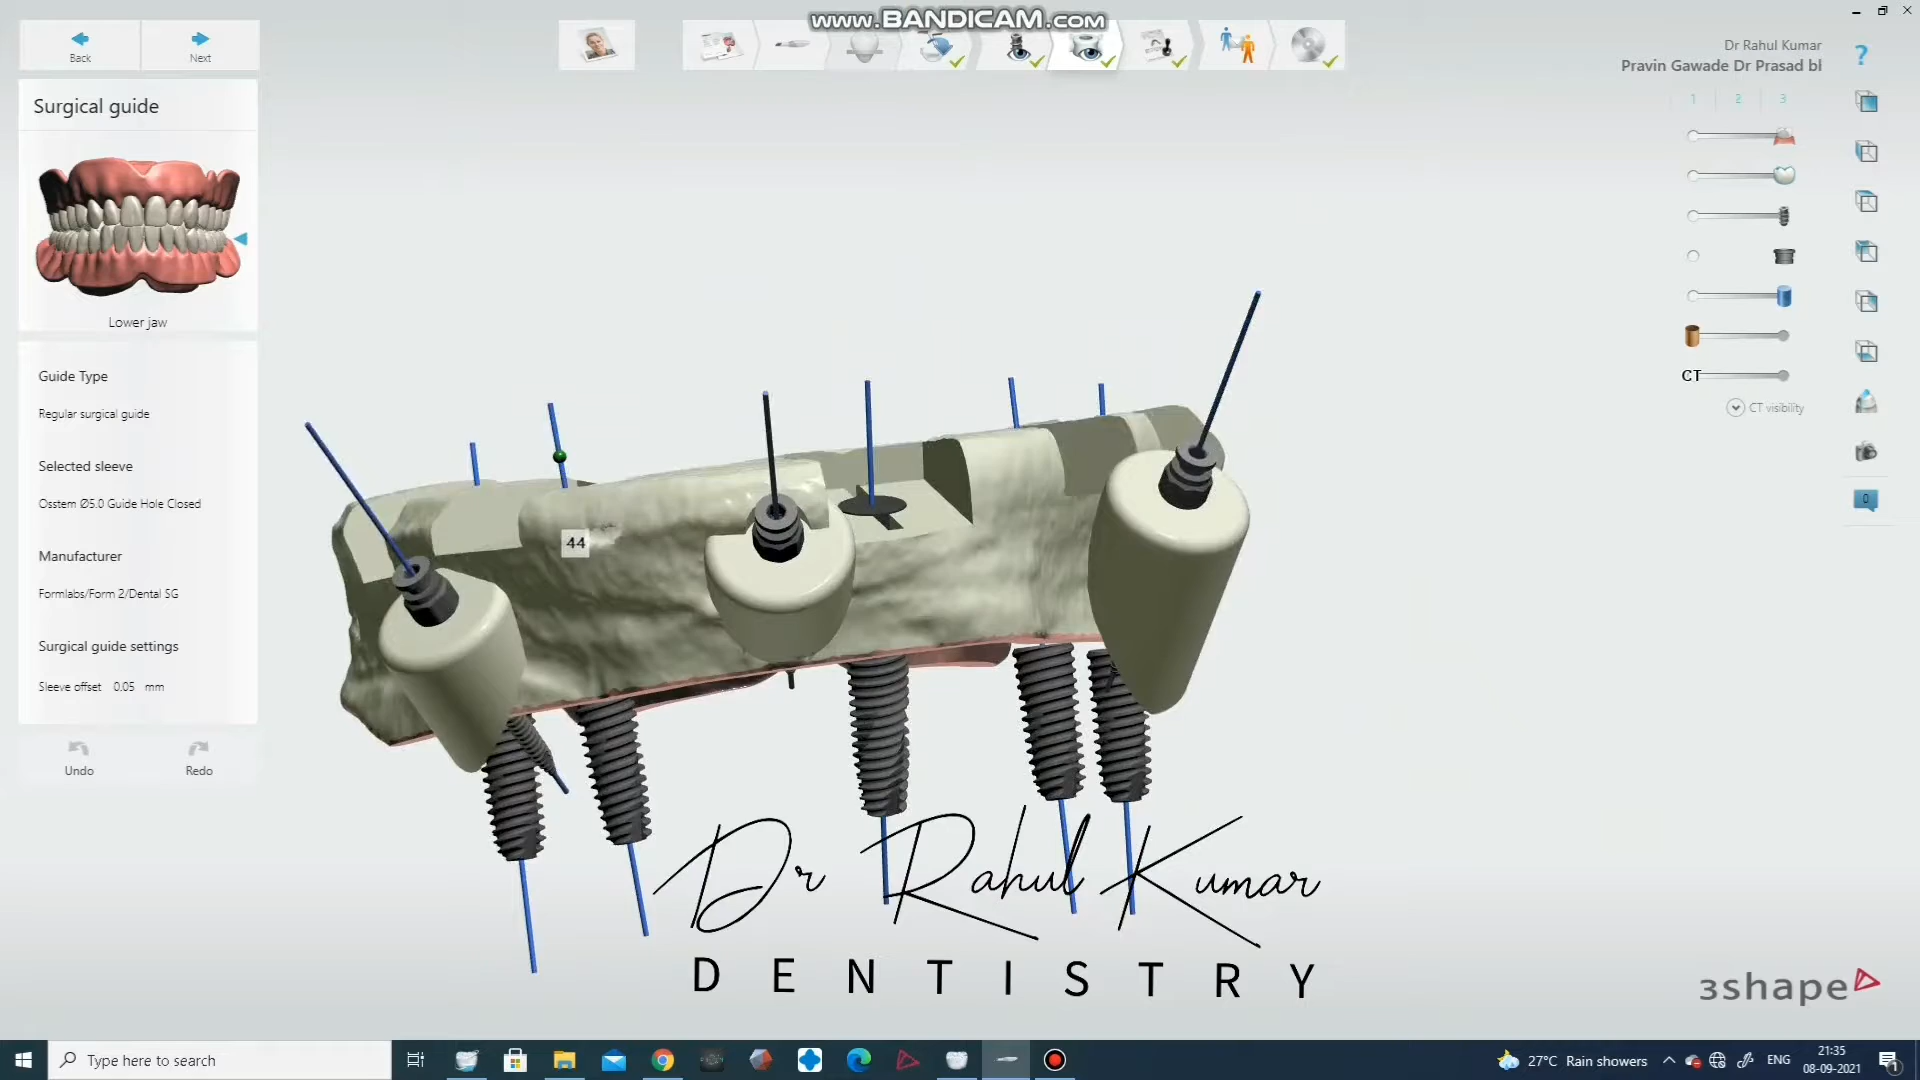 www.BANDICAM.com
Back
Next
Dr Rahul Kumar
Pravin Gawade Dr Prasad bl
?
Surgical guide
1 2 3
Lower jaw
Guide Type
Regular surgical guide
CT
CT visibility
Selected sleeve
Osstem Ø5.0 Guide Hole Closed
0
44
Manufacturer
Formlabs/Form 2/Dental SG
Surgical guide settings
Sleeve offset 0.05 mm
Undo
Redo
Dr Rahul Kumar
DENTISTRY
3shape
Type here to search
27°C Rain showers
ENG
21:35
08-09-2021
1